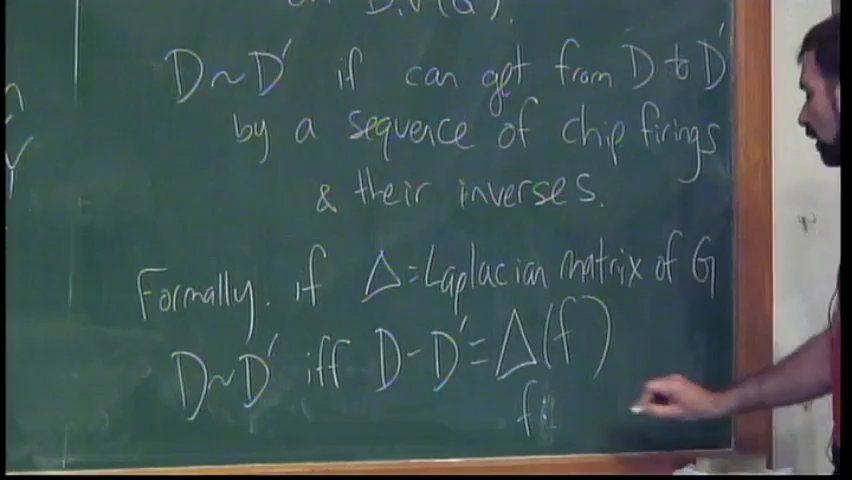 on Div(G).
D~D' if can get from D to D'
by a sequence of chip firings
& their inverses.
Formally. if Δ=Laplacian matrix of G
D~D' iff D-D'=Δ(f)
f